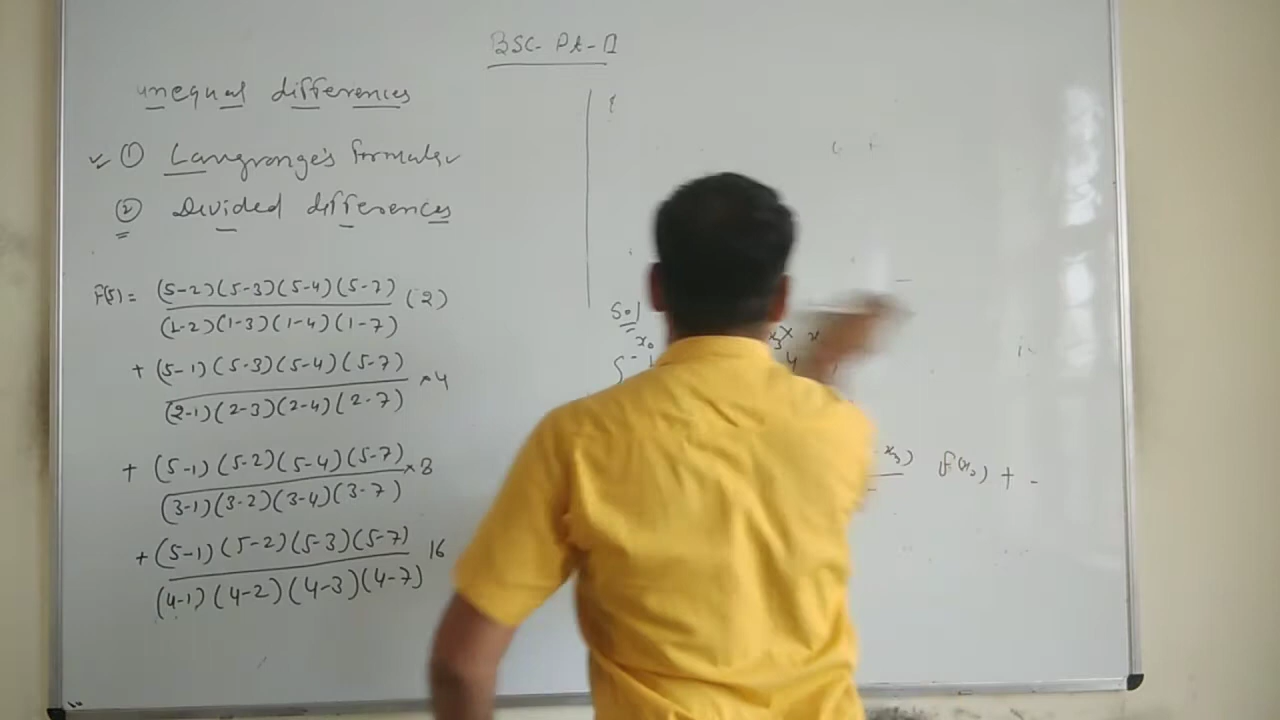 BSC- Pt-II
unequal differences
① Langrange's formula
② Divided differences
F(5) = (5-2)(5-3)(5-4)(5-7)
(1-2)(1-3)(1-4)(1-7) (2)
+ (5-1)(5-3)(5-4)(5-7)
(2-1)(2-3)(2-4)(2-7) × 4
+ (5-1)(5-2)(5-4)(5-7)
(3-1)(3-2)(3-4)(3-7) × 8
+ (5-1)(5-2)(5-3)(5-7)
(4-1)(4-2)(4-3)(4-7) 16
Sol
x₀ x₃
4
x₃) f(x₀) + -